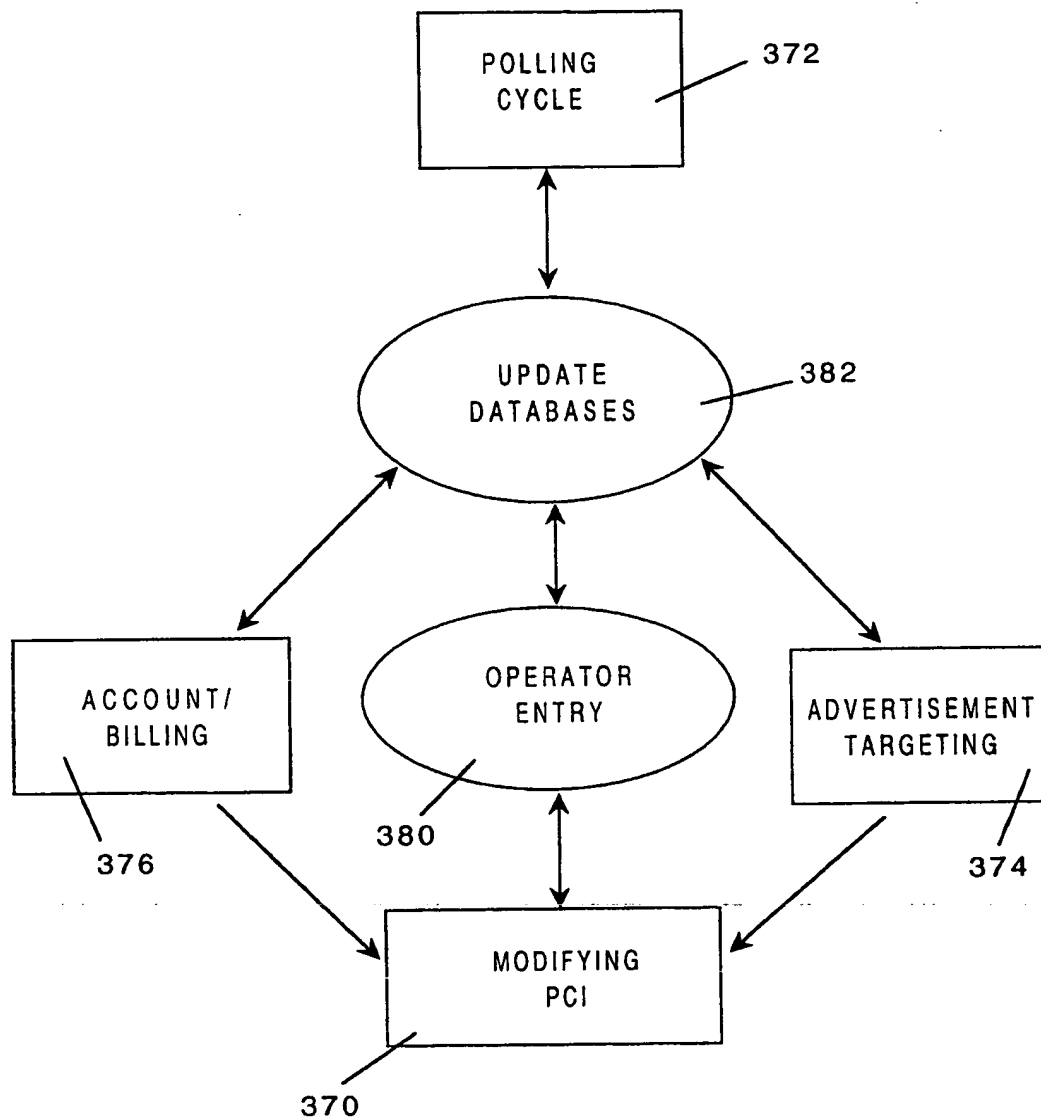 POLLING
CYCLE
372
UPDATE
DATABASES
382
ACCOUNT/
BILLING
376
OPERATOR
ENTRY
380
ADVERTISEMENT
TARGETING
374
MODIFYING
PCI
370